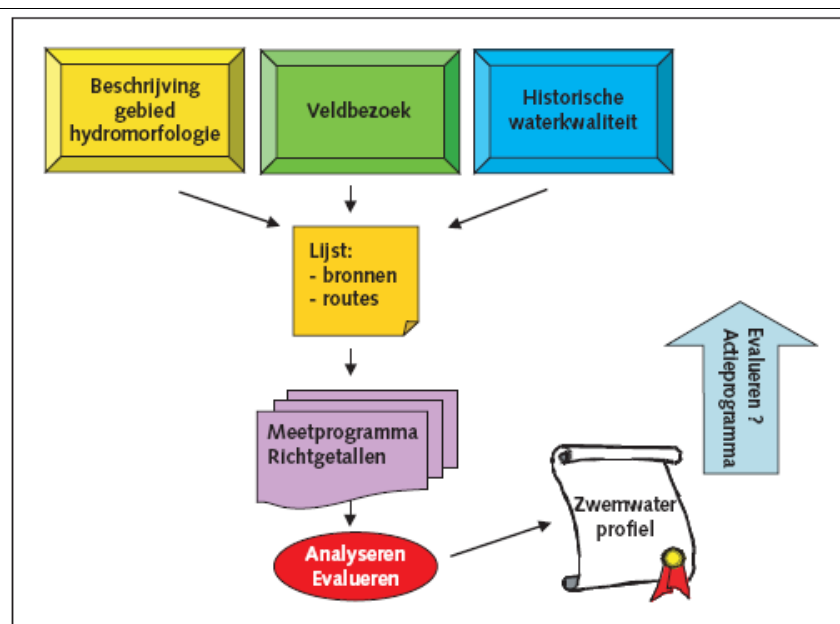 Beschrijving
gebied
hydromorfologie
Veldbezoek
Historische
waterkwaliteit
Lijst:
- bronnen
- routes
Meetprogramma
Richtgetallen
Analyseren
Evalueren
Zwemwater
profiel
Evalueren ?
Actieprogramma